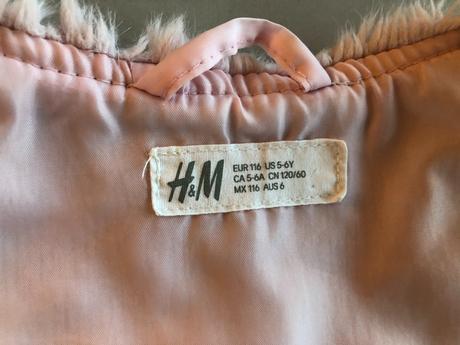 H&M
EUR 116 US 5-6Y
CA 5-6A CN 120/60
MX 116 AUS 6